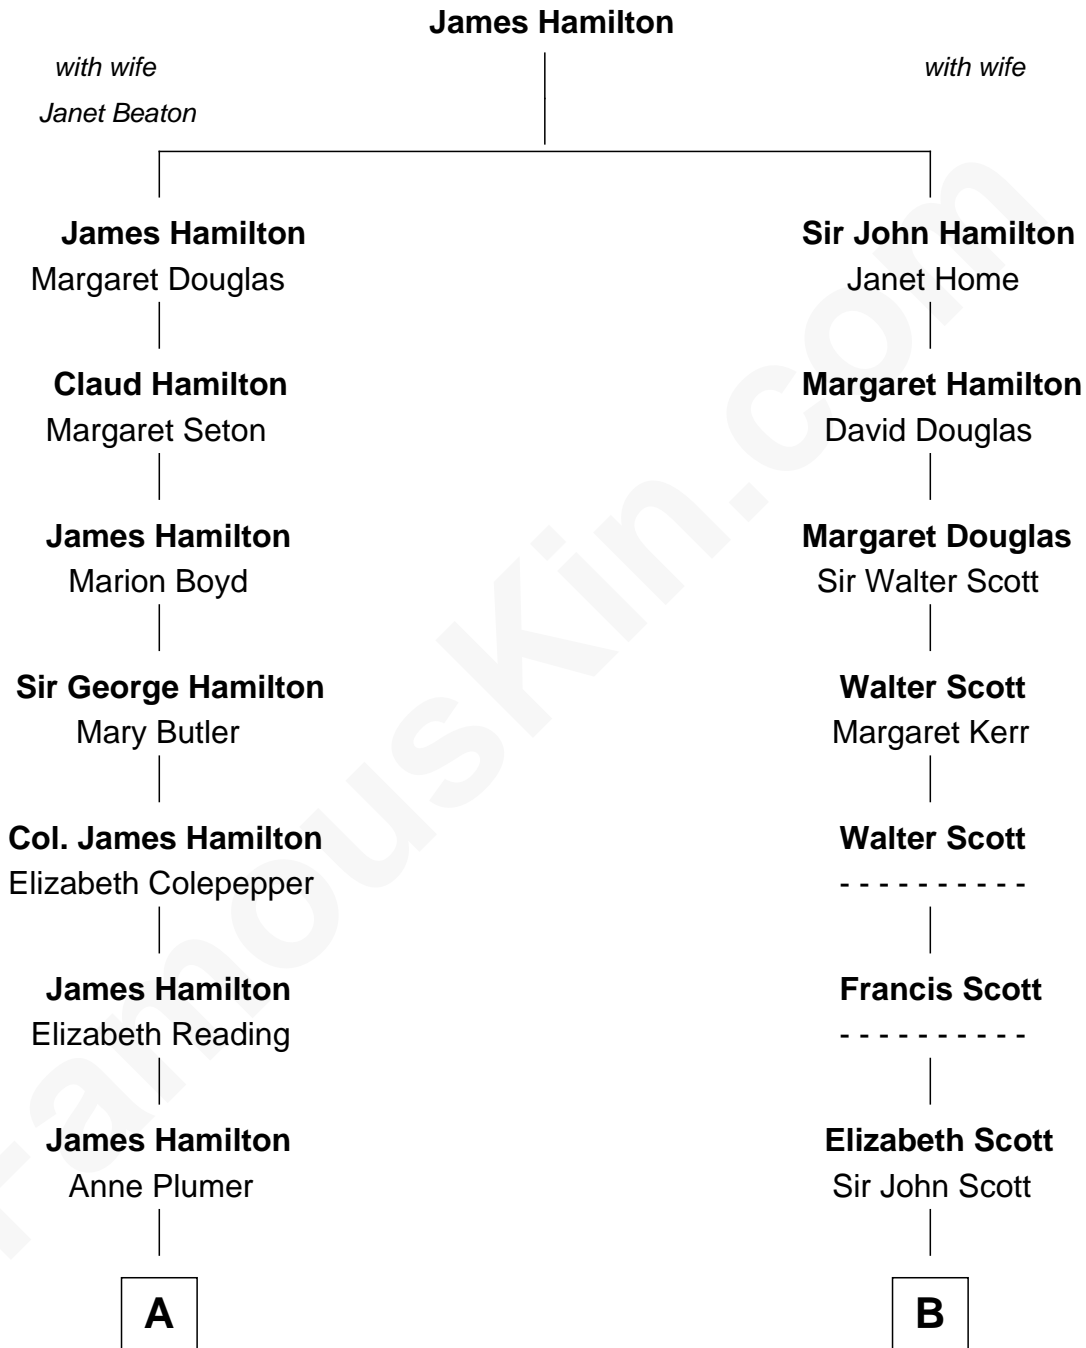 James Hamilton
with wife
Janet Beaton
with wife
James Hamilton
Margaret Douglas
Sir John Hamilton
Janet Home
Claud Hamilton
Margaret Seton
Margaret Hamilton
David Douglas
James Hamilton
Marion Boyd
Margaret Douglas
Sir Walter Scott
Sir George Hamilton
Mary Butler
Walter Scott
Margaret Kerr
Col. James Hamilton
Elizabeth Colepepper
Walter Scott
- - - - - - - - - -
James Hamilton
Elizabeth Reading
Francis Scott
- - - - - - - - - -
James Hamilton
Anne Plumer
Elizabeth Scott
Sir John Scott
A
B
FamousKin.com